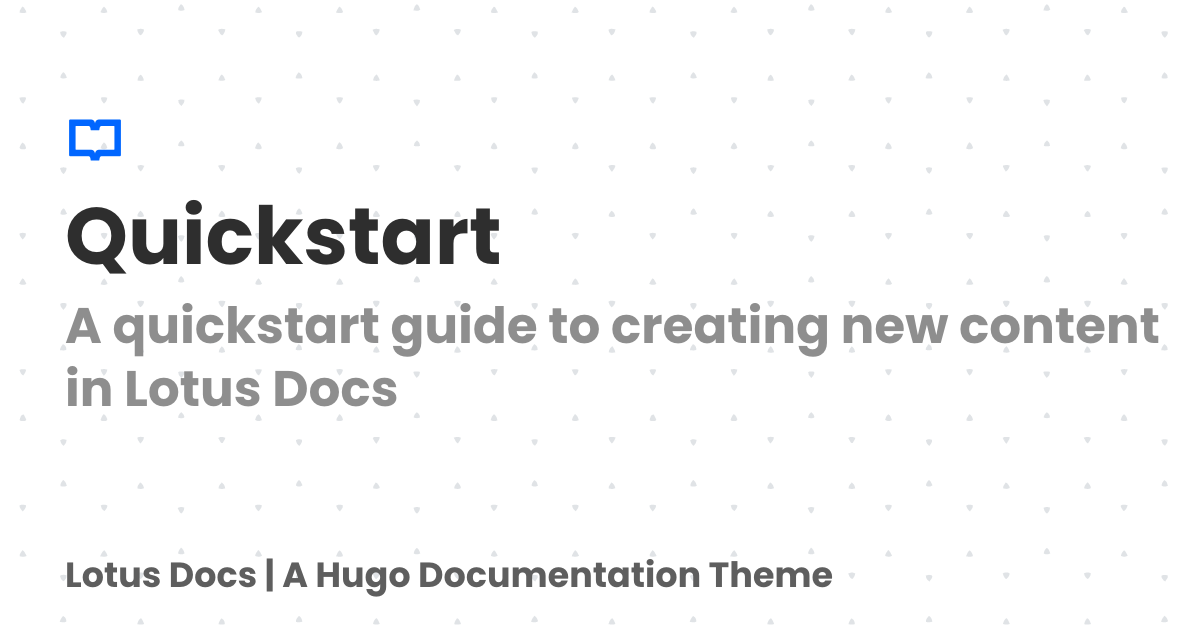 Quickstart
A quickstart guide to creating new content
in Lotus Docs
Lotus Docs | A Hugo Documentation Theme